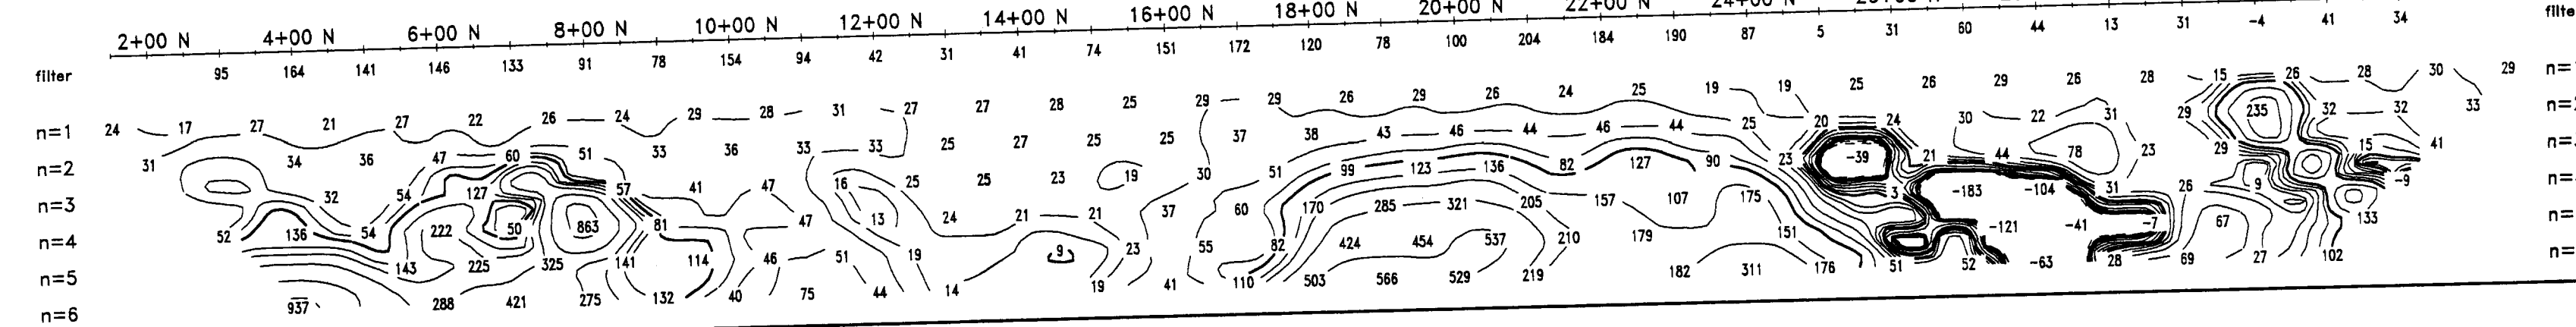 2+00 N 4+00 N 6+00 N 8+00 N 10+00 N 12+00 N 14+00 N 16+00 N 18+00 N 20+00 N 22+00 N 24+00 N
filter 95 164 141 146 133 91 78 154 94 42 31 41 74 151 172 120 78 100 204 184 190 87 5 31 60 44 13 31 -4 41 34
n=1 24 17 27 21 27 22 26 24 29 28 31 27 27 28 25 29 29 26 29 26 24 25 19 19 25 26 29 26 28 15 26 28 30 29 n=
n=2 31 34 36 47 60 51 33 36 33 33 25 27 25 25 37 38 43 46 44 46 44 25 20 24 30 22 31 29 235 32 32 33
n=3 32 54 127 57 41 47 16 25 25 23 19 30 51 99 123 136 82 127 90 23 -39 21 44 78 23 29 15 41
n=4 52 136 54 222 50 863 81 47 13 24 21 21 37 60 170 285 321 205 157 107 175 3 -183 -104 31 26 9 -9
n=5 143 225 325 141 114 46 51 19 9 23 55 82 424 454 537 210 179 151 -121 -41 -7 67 133
n=6 937 288 421 275 132 40 75 44 14 19 41 110 503 566 529 219 182 311 176 51 52 -63 28 69 27 102